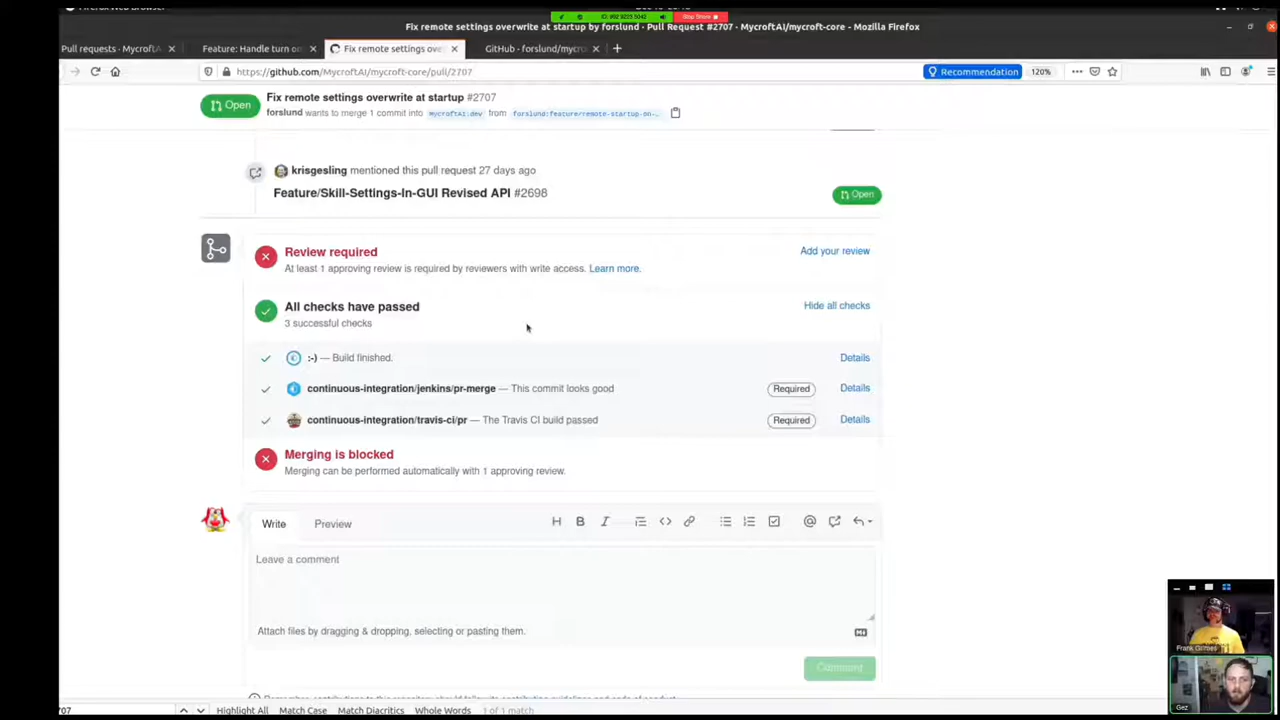 Fix remote settings overwrite at startup by forslund · Pull Request #2707 · MycroftAI/mycroft-core - Mozilla Firefox
Pull requests · MycroftA
Feature: Handle turn o
Fix remote settings ove
GitHub - forslund/mycro
https://github.com/MycroftAI/mycroft-core/pull/2707
Recommendation
120%
Open
Fix remote settings overwrite at startup #2707
forslund wants to merge 1 commit into MycroftAI:dev from forslund:feature/remote-startup-on-…
krisgesling mentioned this pull request 27 days ago
Feature/Skill-Settings-In-GUI Revised API #2698
Open
Review required
Add your review
At least 1 approving review is required by reviewers with write access. Learn more.
All checks have passed
Hide all checks
3 successful checks
:-) — Build finished.
Details
continuous-integration/jenkins/pr-merge — This commit looks good
Required
Details
continuous-integration/travis-ci/pr — The Travis CI build passed
Required
Details
Merging is blocked
Merging can be performed automatically with 1 approving review.
Write
Preview
Leave a comment
Attach files by dragging & dropping, selecting or pasting them.
Comment
707
Highlight All
Match Case
Match Diacritics
Whole Words
1 of 1 match
Frank
Gez